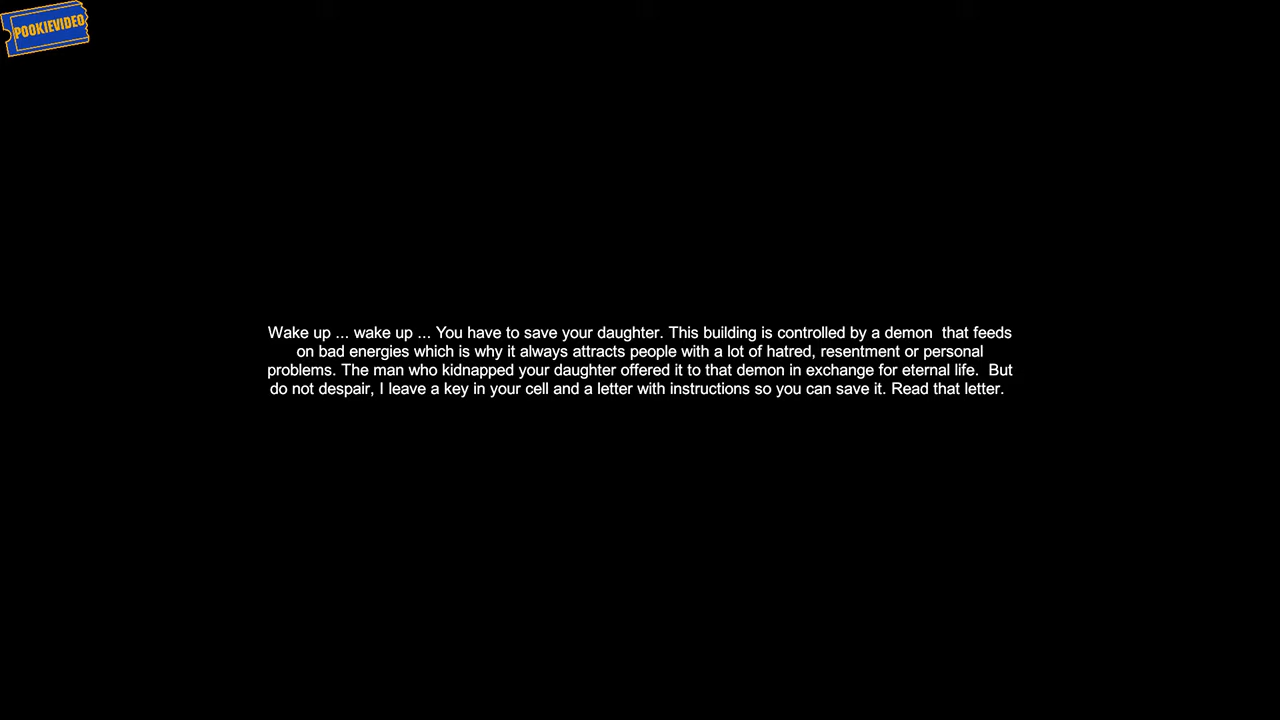 POOKIEVIDEO
Wake up ... wake up ... You have to save your daughter. This building is controlled by a demon  that feeds
on bad energies which is why it always attracts people with a lot of hatred, resentment or personal
problems. The man who kidnapped your daughter offered it to that demon in exchange for eternal life.  But
do not despair, I leave a key in your cell and a letter with instructions so you can save it. Read that letter.